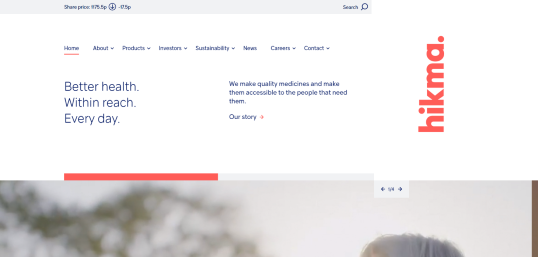 Share price: 1175.5p -17.5p
Search
Home About Products Investors Sustainability News Careers Contact
hikma.
Better health.
Within reach.
Every day.
We make quality medicines and make
them accessible to the people that need
them.
Our story
1/4